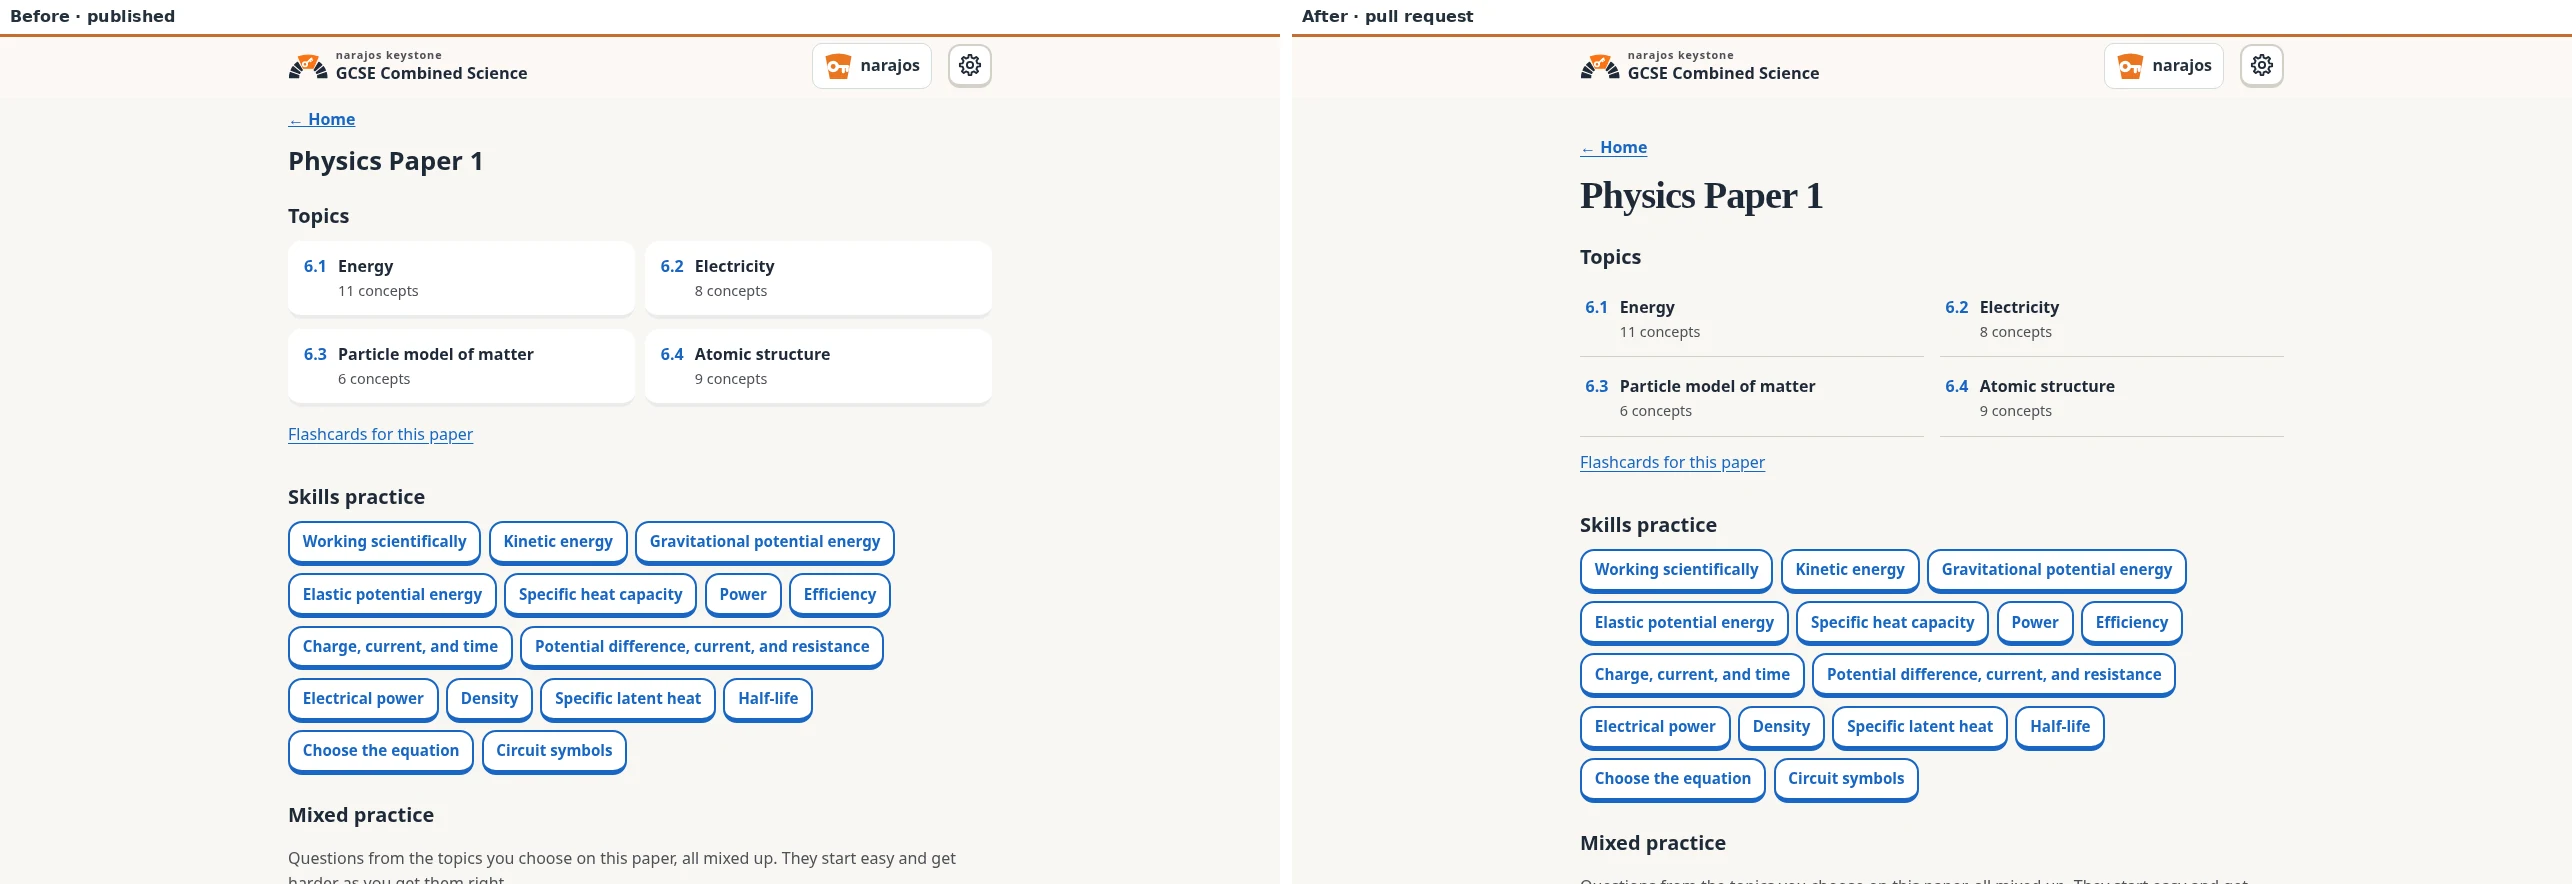 Before · published
narajos keystone
GCSE Combined Science
narajos
← Home
Physics Paper 1
Topics
6.1 Energy
11 concepts
6.2 Electricity
8 concepts
6.3 Particle model of matter
6 concepts
6.4 Atomic structure
9 concepts
Flashcards for this paper
Skills practice
Working scientifically
Kinetic energy
Gravitational potential energy
Elastic potential energy
Specific heat capacity
Power
Efficiency
Charge, current, and time
Potential difference, current, and resistance
Electrical power
Density
Specific latent heat
Half-life
Choose the equation
Circuit symbols
Mixed practice
Questions from the topics you choose on this paper, all mixed up. They start easy and get
harder as you get them right.
After · pull request
narajos keystone
GCSE Combined Science
narajos
← Home
Physics Paper 1
Topics
6.1 Energy
11 concepts
6.2 Electricity
8 concepts
6.3 Particle model of matter
6 concepts
6.4 Atomic structure
9 concepts
Flashcards for this paper
Skills practice
Working scientifically
Kinetic energy
Gravitational potential energy
Elastic potential energy
Specific heat capacity
Power
Efficiency
Charge, current, and time
Potential difference, current, and resistance
Electrical power
Density
Specific latent heat
Half-life
Choose the equation
Circuit symbols
Mixed practice